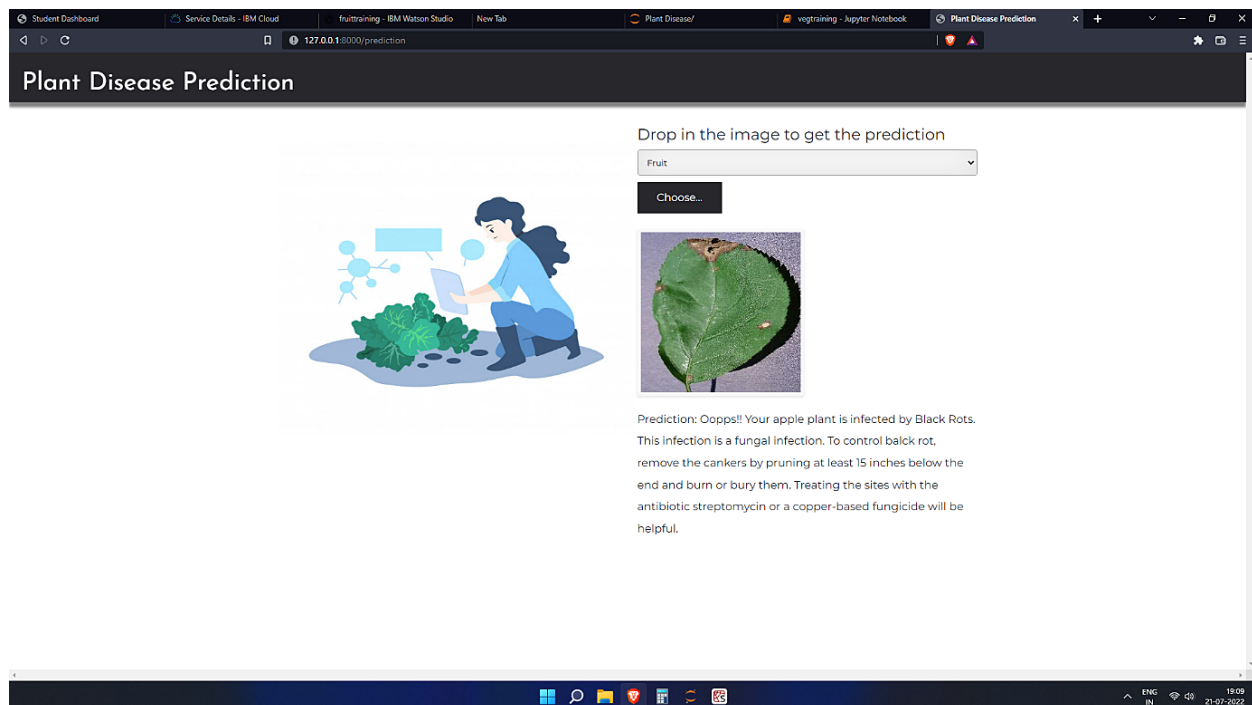 Student Dashboard
Service Details - IBM Cloud
fruittraining - IBM Watson Studio
New Tab
Plant Disease/
vegtraining - Jupyter Notebook
Plant Disease Prediction
127.0.0.1:8000/prediction
Plant Disease Prediction
Drop in the image to get the prediction
Fruit
Choose...
Prediction: Oopps!! Your apple plant is infected by Black Rots.
This infection is a fungal infection. To control balck rot,
remove the cankers by pruning at least 15 inches below the
end and burn or bury them. Treating the sites with the
antibiotic streptomycin or a copper-based fungicide will be
helpful.
ENG
IN
19:09
21-07-2022